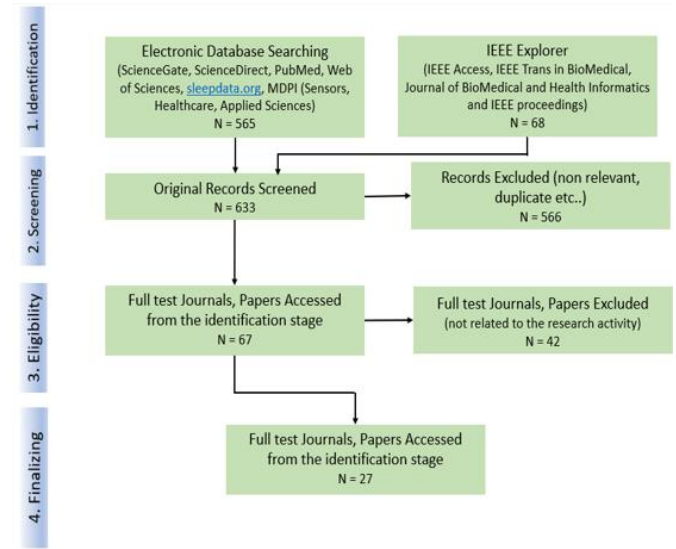 1. Identification
Electronic Database Searching
(ScienceGate, ScienceDirect, PubMed, Web
of Sciences, sleepdata.org, MDPI (Sensors,
Healthcare, Applied Sciences)
N = 565
IEEE Explorer
(IEEE Access, IEEE Trans in BioMedical,
Journal of BioMedical and Health Informatics
and IEEE proceedings)
N = 68
2. Screening
Original Records Screened
N = 633
Records Excluded (non relevant,
duplicate etc..)
N = 566
3. Eligibility
Full test Journals, Papers Accessed
from the identification stage
N = 67
Full test Journals, Papers Excluded
(not related to the research activity)
N = 42
4. Finalizing
Full test Journals, Papers Accessed
from the identification stage
N = 27